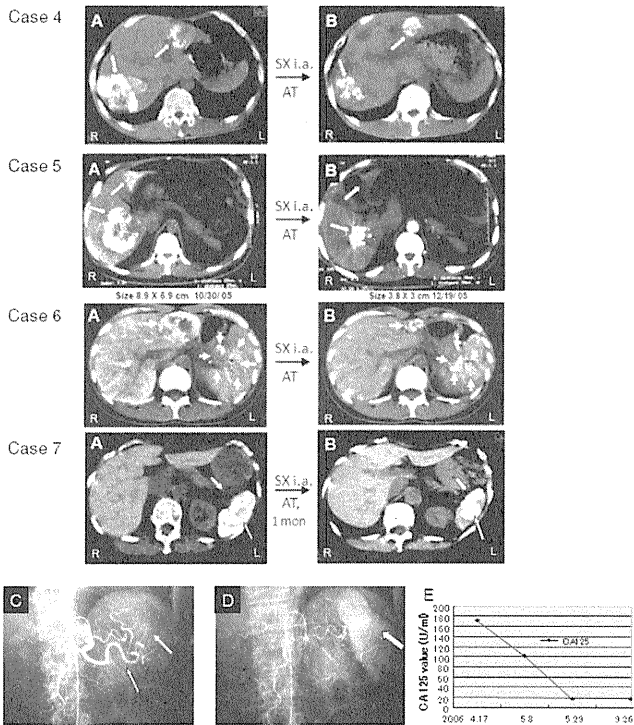 Case 4
A
B
SX i.a.
AT
R
L
R
L
Case 5
A
B
SX i.a.
AT
R
L
R
L
Size 8.9 X 6.9 cm 10/30/05
Size 3.8 X 3 cm 12/19/05
Case 6
A
B
SX i.a.
AT
R
L
R
L
Case 7
A
B
SX i.a.
AT,
1 mon
R
L
R
L
C
D
E
CA125 value (U/ml)
200
180
160
140
120
100
80
60
40
20
0
CA125
2006 4.17
5.8
5.29
9.26